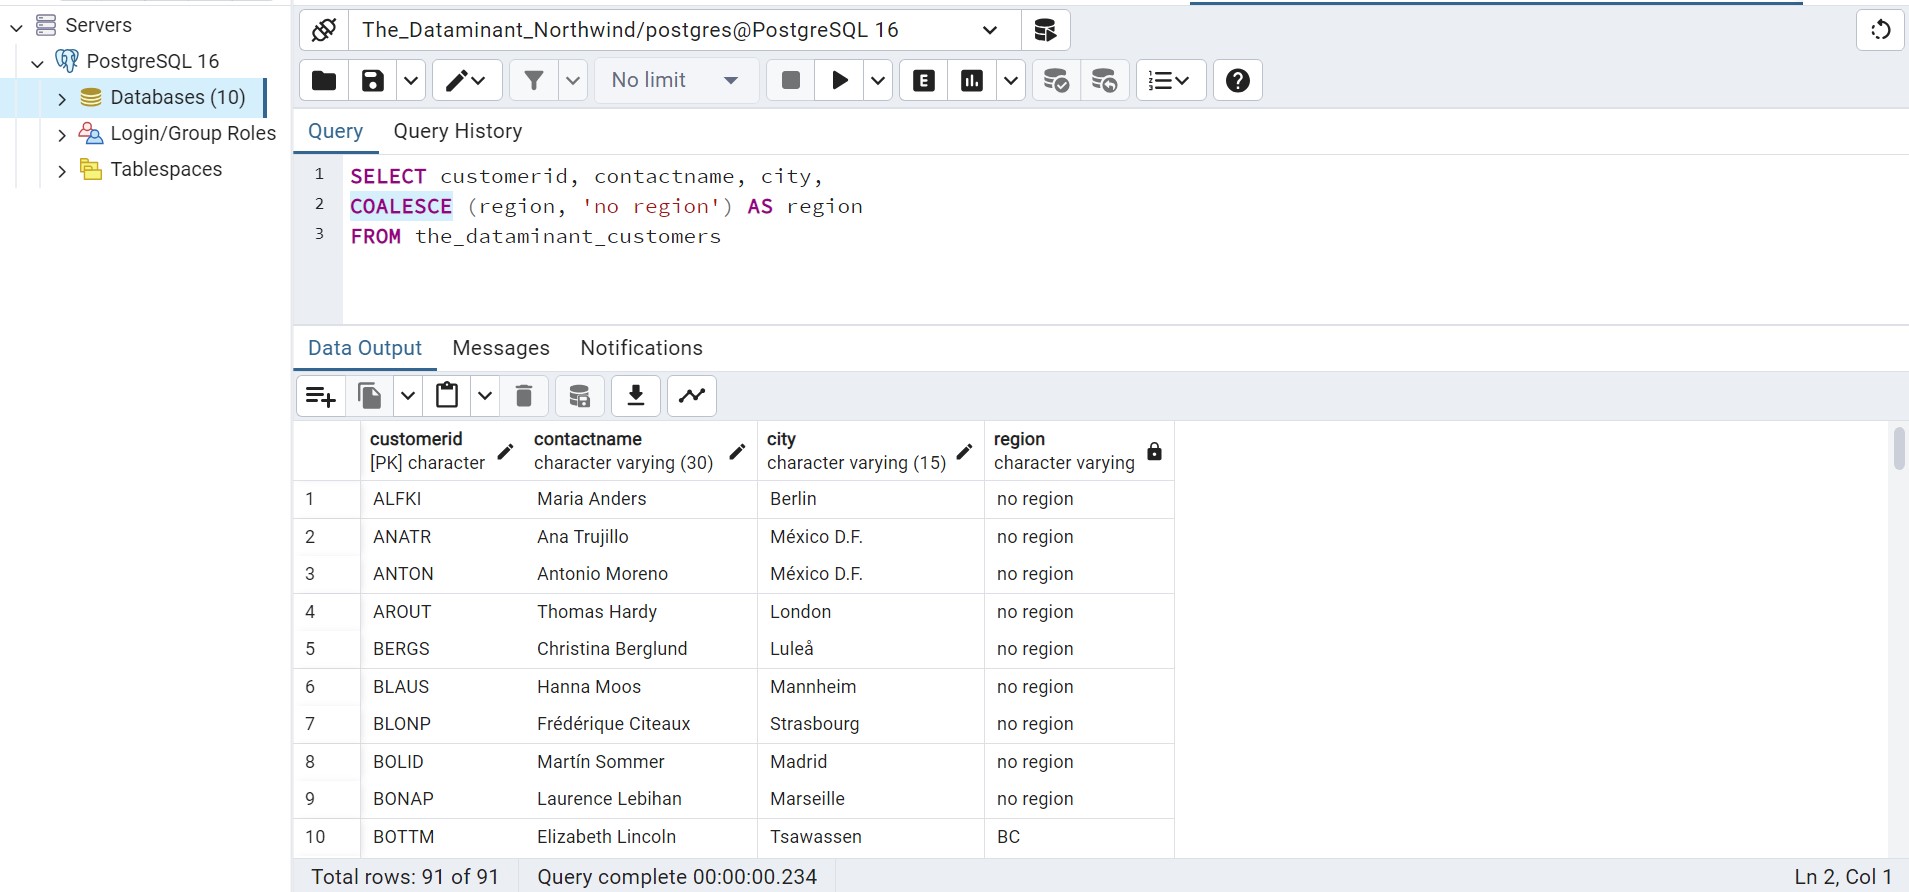 Servers
PostgreSQL 16
Databases (10)
Login/Group Roles
Tablespaces
The_Dataminant_Northwind/postgres@PostgreSQL 16
No limit
E
Query Query History
1 SELECT customerid, contactname, city,
2 COALESCE (region, 'no region') AS region
3 FROM the_dataminant_customers
Data Output Messages Notifications
customerid contactname city region
[PK] character character varying (30) character varying (15) character varying
1 ALFKI Maria Anders Berlin no region
2 ANATR Ana Trujillo México D.F. no region
3 ANTON Antonio Moreno México D.F. no region
4 AROUT Thomas Hardy London no region
5 BERGS Christina Berglund Luleå no region
6 BLAUS Hanna Moos Mannheim no region
7 BLONP Frédérique Citeaux Strasbourg no region
8 BOLID Martín Sommer Madrid no region
9 BONAP Laurence Lebihan Marseille no region
10 BOTTM Elizabeth Lincoln Tsawassen BC
Total rows: 91 of 91 Query complete 00:00:00.234 Ln 2, Col 1